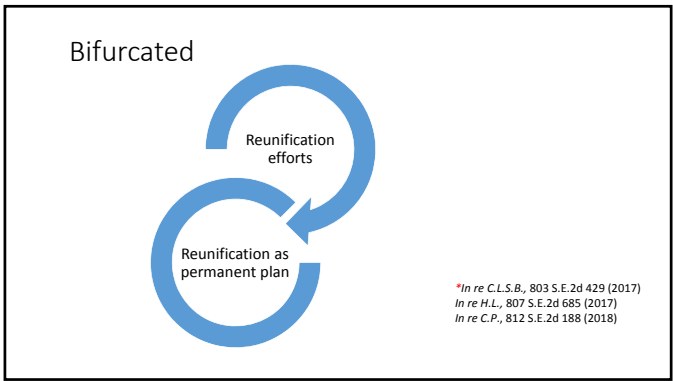 Bifurcated
Reunification
efforts
Reunification as
permanent plan
*In re C.L.S.B., 803 S.E.2d 429 (2017)
In re H.L., 807 S.E.2d 685 (2017)
In re C.P., 812 S.E.2d 188 (2018)